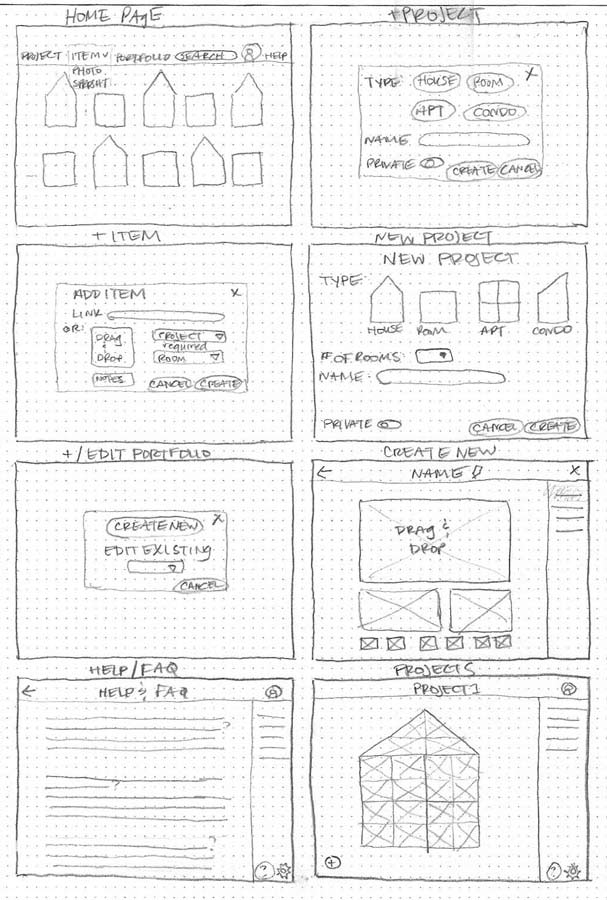 HOME PAGE
PROJECT ITEM PORTFOLIO SEARCH HELP
PHOTO
+PROJECT
TYPE: HOUSE ROOM X
APT CONDO
NAME
PRIVATE CREATE CANCEL
+ ITEM
ADD ITEM X
LINK
OR:
DRAG
&
DROP
PROJECT
required
ROOM
NOTES
CANCEL CREATE
NEW PROJECT
NEW PROJECT
TYPE:
HOUSE ROOM APT. CONDO
# OF ROOMS:
NAME:
PRIVATE CANCEL CREATE
+ / EDIT PORTFOLIO
CREATE NEW X
EDIT EXISTING
CANCEL
CREATE NEW
← NAME X
DRAG &
DROP
HELP/FAQ
← HELP & FAQ
?
?
?
?
PROJECTS
PROJECT 1
+
?